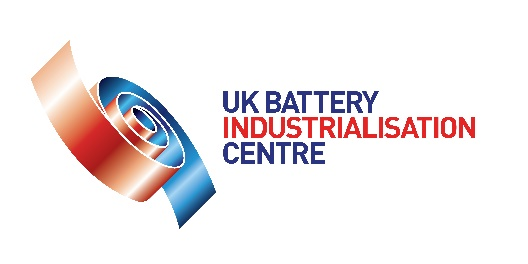 UK BATTERY
INDUSTRIALISATION
CENTRE